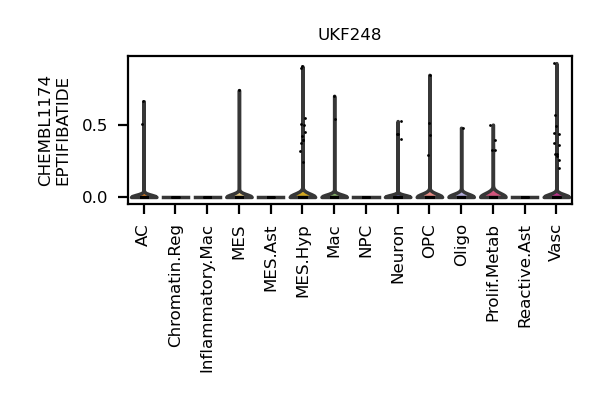 UKF248
CHEMBL1174
EPTIFIBATIDE
0.5
0.0
AC
Chromatin.Reg
Inflammatory.Mac
MES
MES.Ast
MES.Hyp
Mac
NPC
Neuron
OPC
Oligo
Prolif.Metab
Reactive.Ast
Vasc